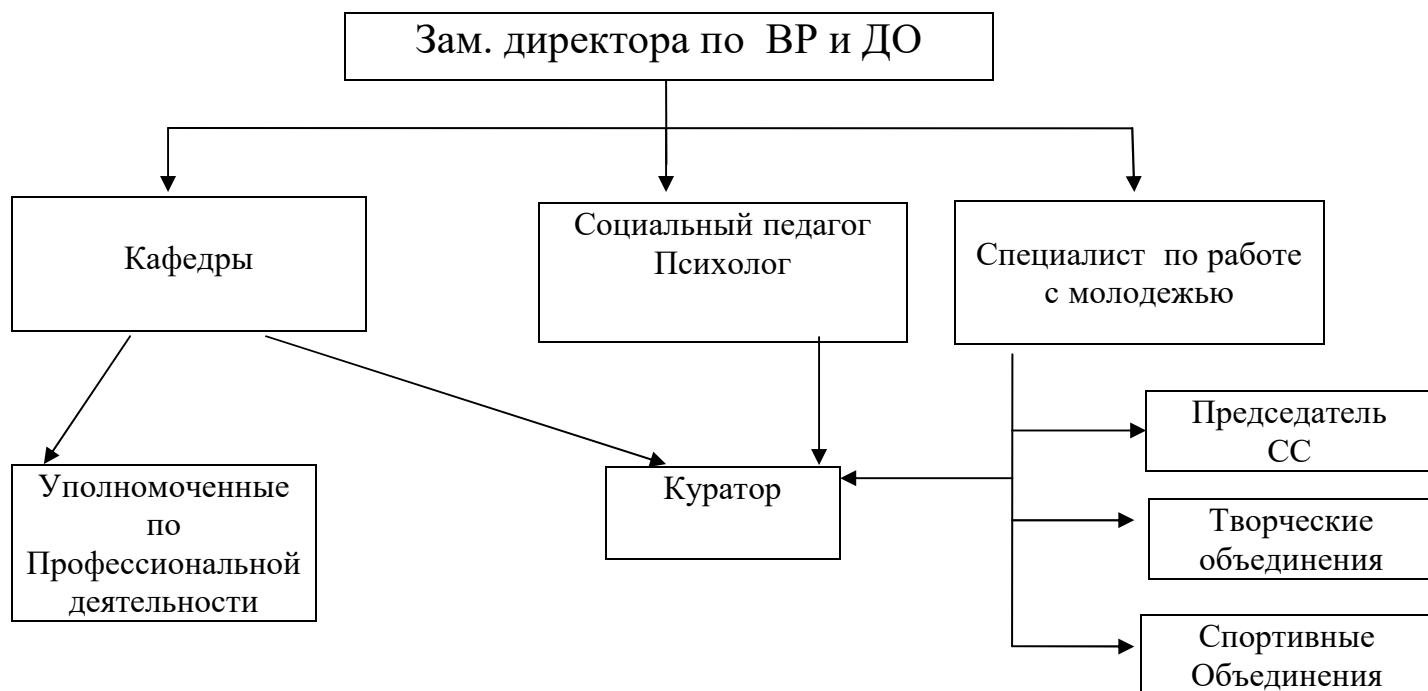 Зам. директора по ВР и ДО
Кафедры
Социальный педагог
Психолог
Специалист по работе
с молодежью
Уполномоченные
по
Профессиональной
деятельности
Куратор
Председатель
СС
Творческие
объединения
Спортивные
Объединения